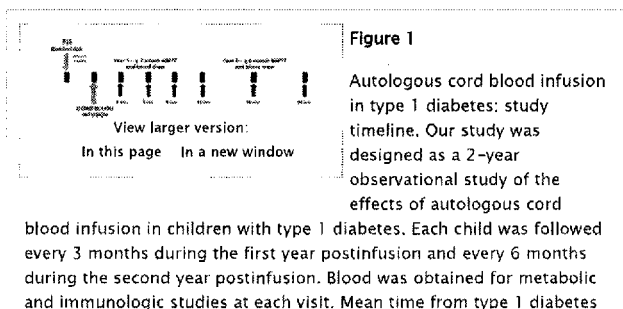 View larger version:
In this page In a new window
Figure 1
Autologous cord blood infusion
in type 1 diabetes: study
timeline. Our study was
designed as a 2-year
observational study of the
effects of autologous cord
blood infusion in children with type 1 diabetes. Each child was followed
every 3 months during the first year postinfusion and every 6 months
during the second year postinfusion. Blood was obtained for metabolic
and immunologic studies at each visit. Mean time from type 1 diabetes